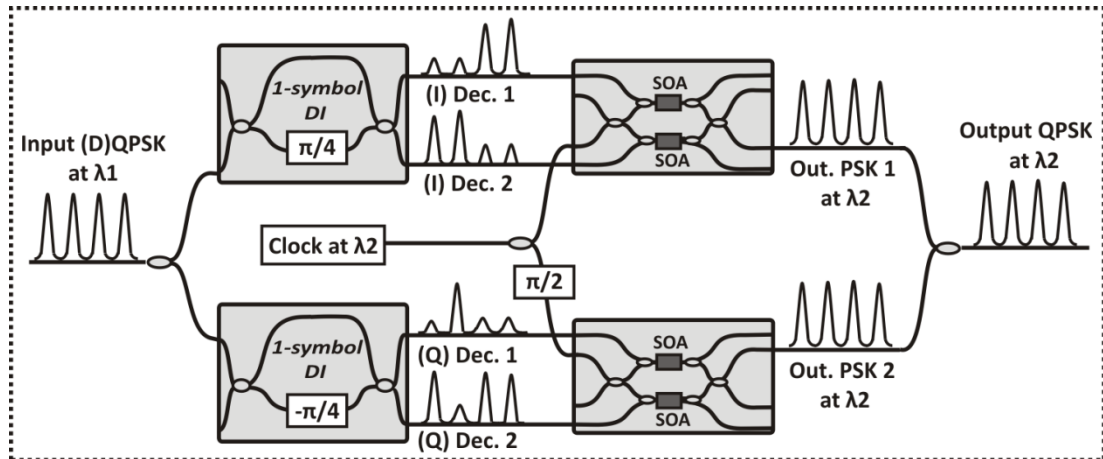 Input (D)QPSK
at λ1
1-symbol
DI
π/4
(I) Dec. 1
(I) Dec. 2
SOA
SOA
Out. PSK 1
at λ2
Output QPSK
at λ2
Clock at λ2
π/2
1-symbol
DI
-π/4
(Q) Dec. 1
(Q) Dec. 2
SOA
SOA
Out. PSK 2
at λ2